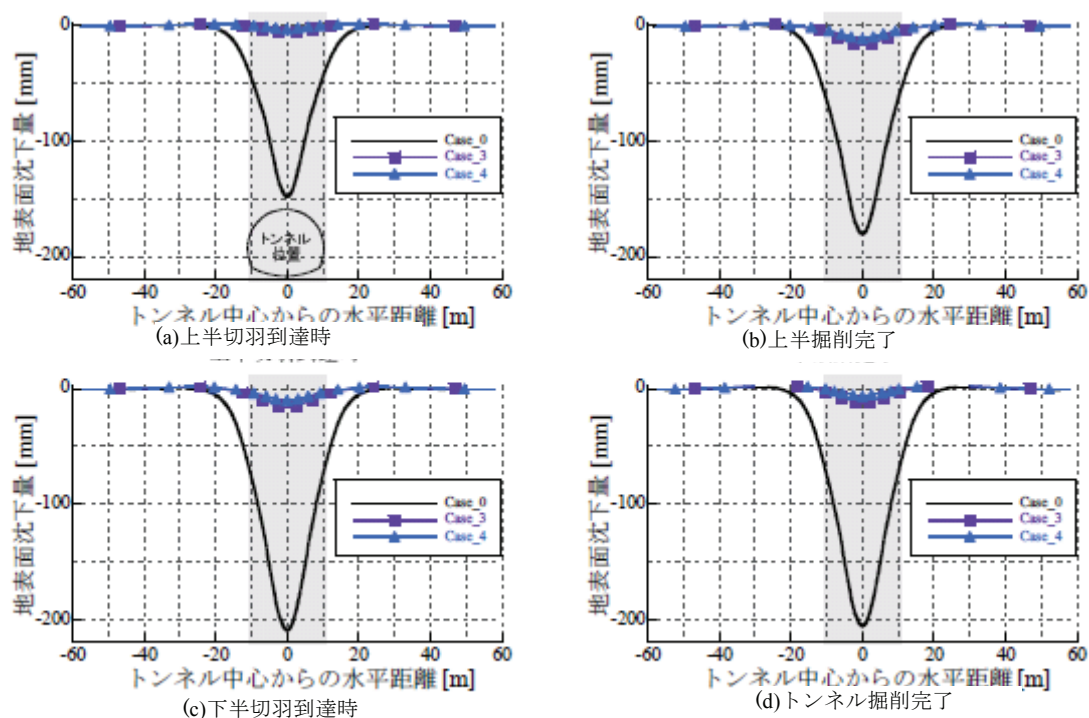 0
-100
-200
地表面沈下量 [mm]
Case_0
Case_3
Case_4
トンネル
位置
-60 -40 -20 0 20 40 60
トンネル中心からの水平距離 [m]
(a)上半切羽到達時
0
-100
-200
地表面沈下量 [mm]
Case_0
Case_3
Case_4
-60 -40 -20 0 20 40 60
トンネル中心からの水平距離 [m]
(b)上半掘削完了
0
-100
-200
地表面沈下量 [mm]
Case_0
Case_3
Case_4
-60 -40 -20 0 20 40 60
トンネル中心からの水平距離 [m]
(c)下半切羽到達時
0
-100
-200
地表面沈下量 [mm]
Case_0
Case_3
Case_4
-60 -40 -20 0 20 40 60
トンネル中心からの水平距離 [m]
(d)トンネル掘削完了